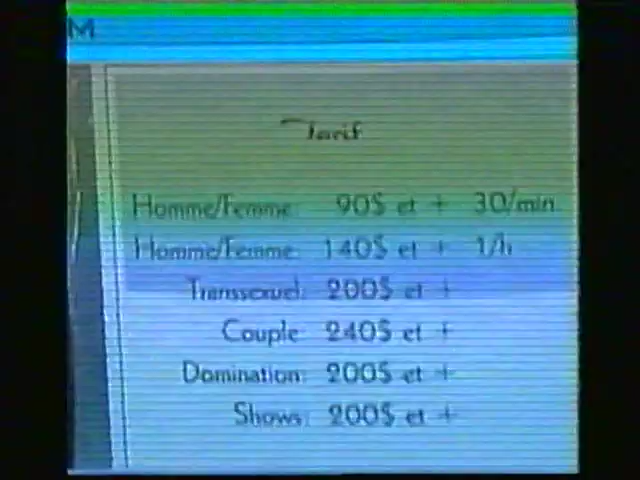 M
Tarif
Homme/Femme: 90$ et + 30/min
Homme/Femme: 140$ et + 1/h
Transsexuel: 200$ et +
Couple: 240$ et +
Domination: 200$ et +
Shows: 200$ et +